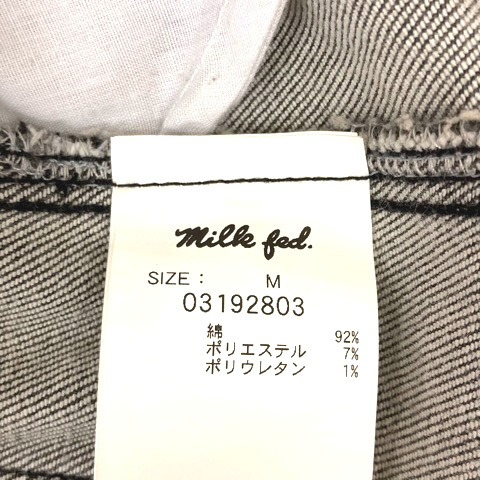 milk fed.
SIZE : M
03192803
綿 92%
ポリエステル 7%
ポリウレタン 1%